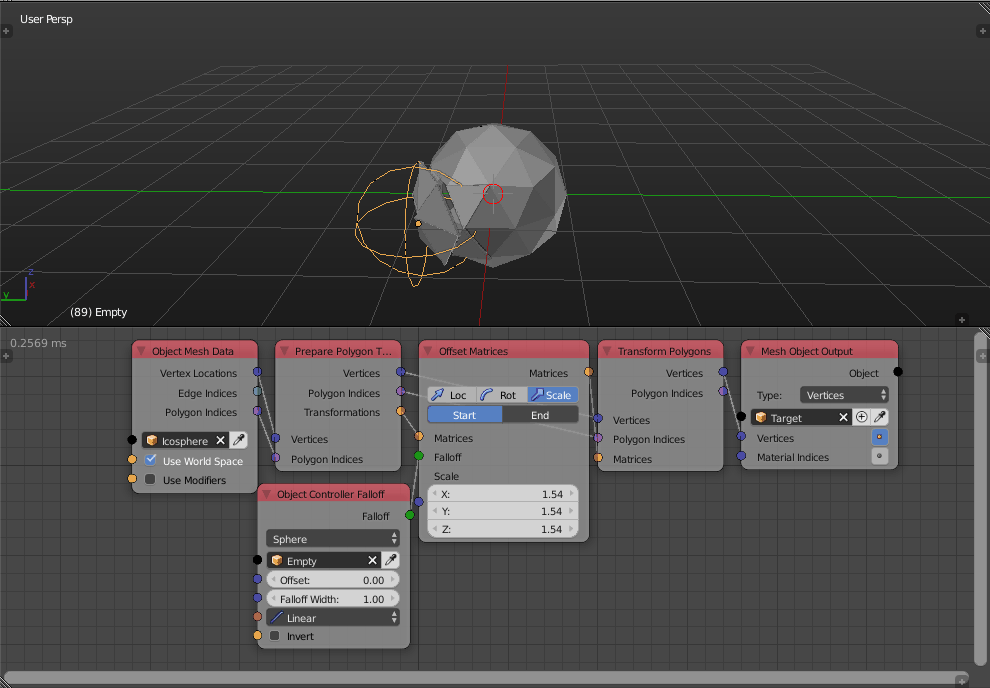 User Persp
z
x
y
(89) Empty
0.2569 ms
Object Mesh Data
Vertex Locations
Edge Indices
Polygon Indices
Icosphere
Use World Space
Use Modifiers
Prepare Polygon T...
Vertices
Polygon Indices
Transformations
Vertices
Polygon Indices
Object Controller Falloff
Falloff
Sphere
Empty
Offset: 0.00
Falloff Width: 1.00
Linear
Invert
Offset Matrices
Matrices
Loc Rot Scale
Start End
Matrices
Falloff
Scale
X: 1.54
Y: 1.54
Z: 1.54
Transform Polygons
Vertices
Polygon Indices
Vertices
Polygon Indices
Matrices
Mesh Object Output
Object
Type: Vertices
Target
Vertices
Material Indices